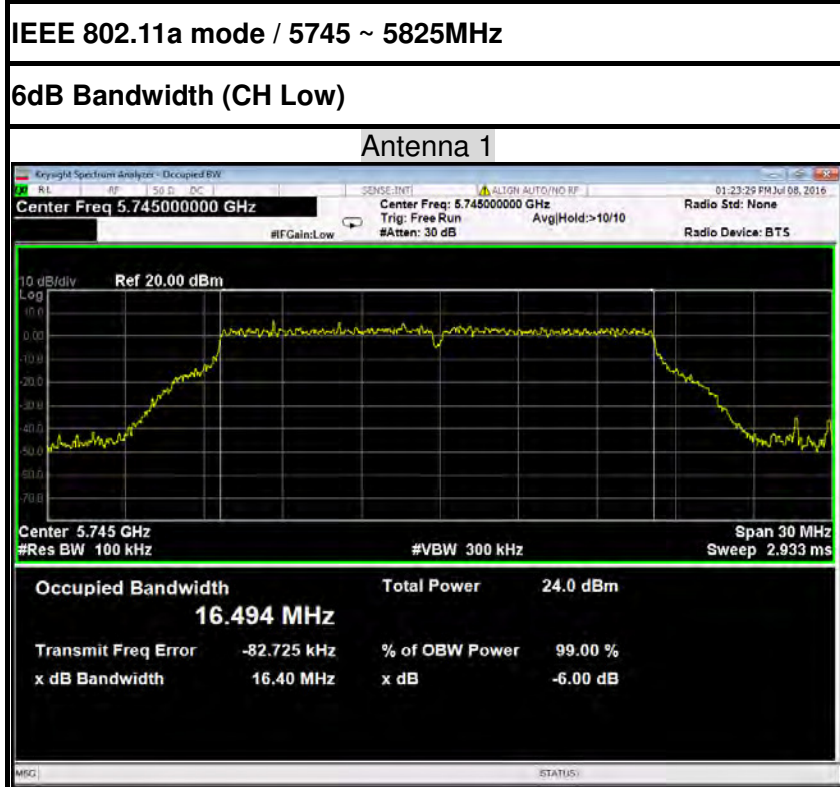 IEEE 802.11a mode / 5745 ~ 5825MHz
6dB Bandwidth (CH Low)
Antenna 1
Keysight Spectrum Analyzer - Occupied BW
RL RF 50 Ω DC SENSE:INT ALIGN AUTO/NO RF 01:23:29 PM Jul 08, 2016
Center Freq 5.745000000 GHz Center Freq: 5.745000000 GHz Radio Std: None
Trig: Free Run Avg|Hold:>10/10
#IFGain:Low #Atten: 30 dB Radio Device: BTS
10 dB/div Ref 20.00 dBm
Log
10.0
0.00
-10.0
-20.0
-30.0
-40.0
-50.0
-60.0
-70.0
Center 5.745 GHz Span 30 MHz
#Res BW 100 kHz #VBW 300 kHz Sweep 2.933 ms
Occupied Bandwidth Total Power 24.0 dBm
16.494 MHz
Transmit Freq Error -82.725 kHz % of OBW Power 99.00 %
x dB Bandwidth 16.40 MHz x dB -6.00 dB
MSG STATUS